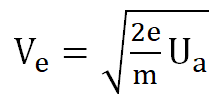 Vₑ = √(2e/m Uₐ)